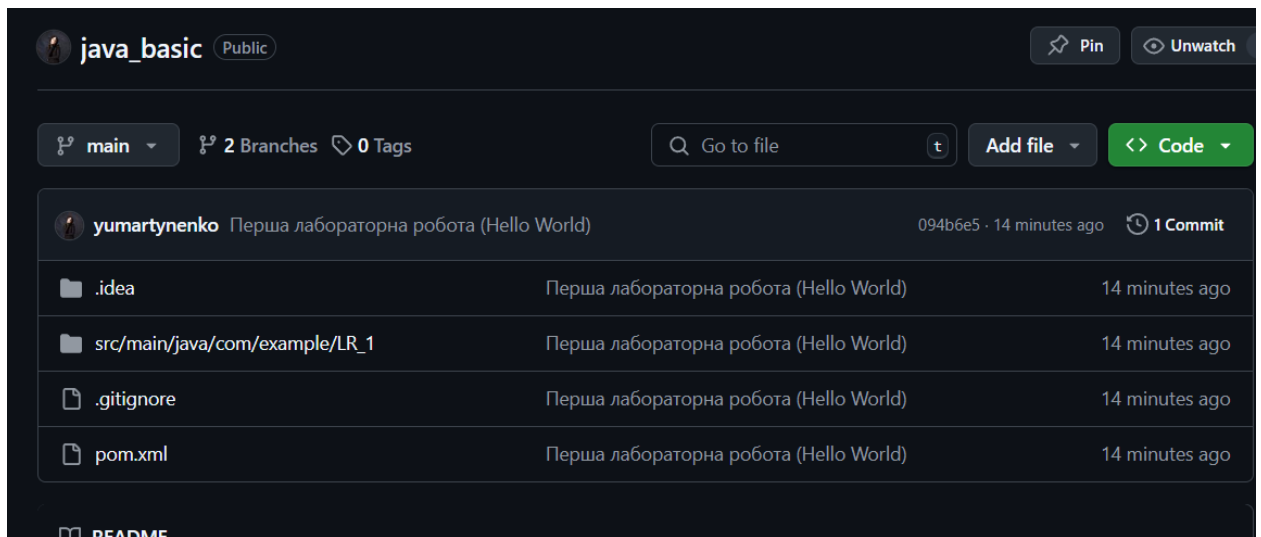 java_basic Public Pin Unwatch
main 2 Branches 0 Tags Go to file t Add file Code
yumartynenko Перша лабораторна робота (Hello World) 094b6e5 · 14 minutes ago 1 Commit
.idea Перша лабораторна робота (Hello World) 14 minutes ago
src/main/java/com/example/LR_1 Перша лабораторна робота (Hello World) 14 minutes ago
.gitignore Перша лабораторна робота (Hello World) 14 minutes ago
pom.xml Перша лабораторна робота (Hello World) 14 minutes ago
README